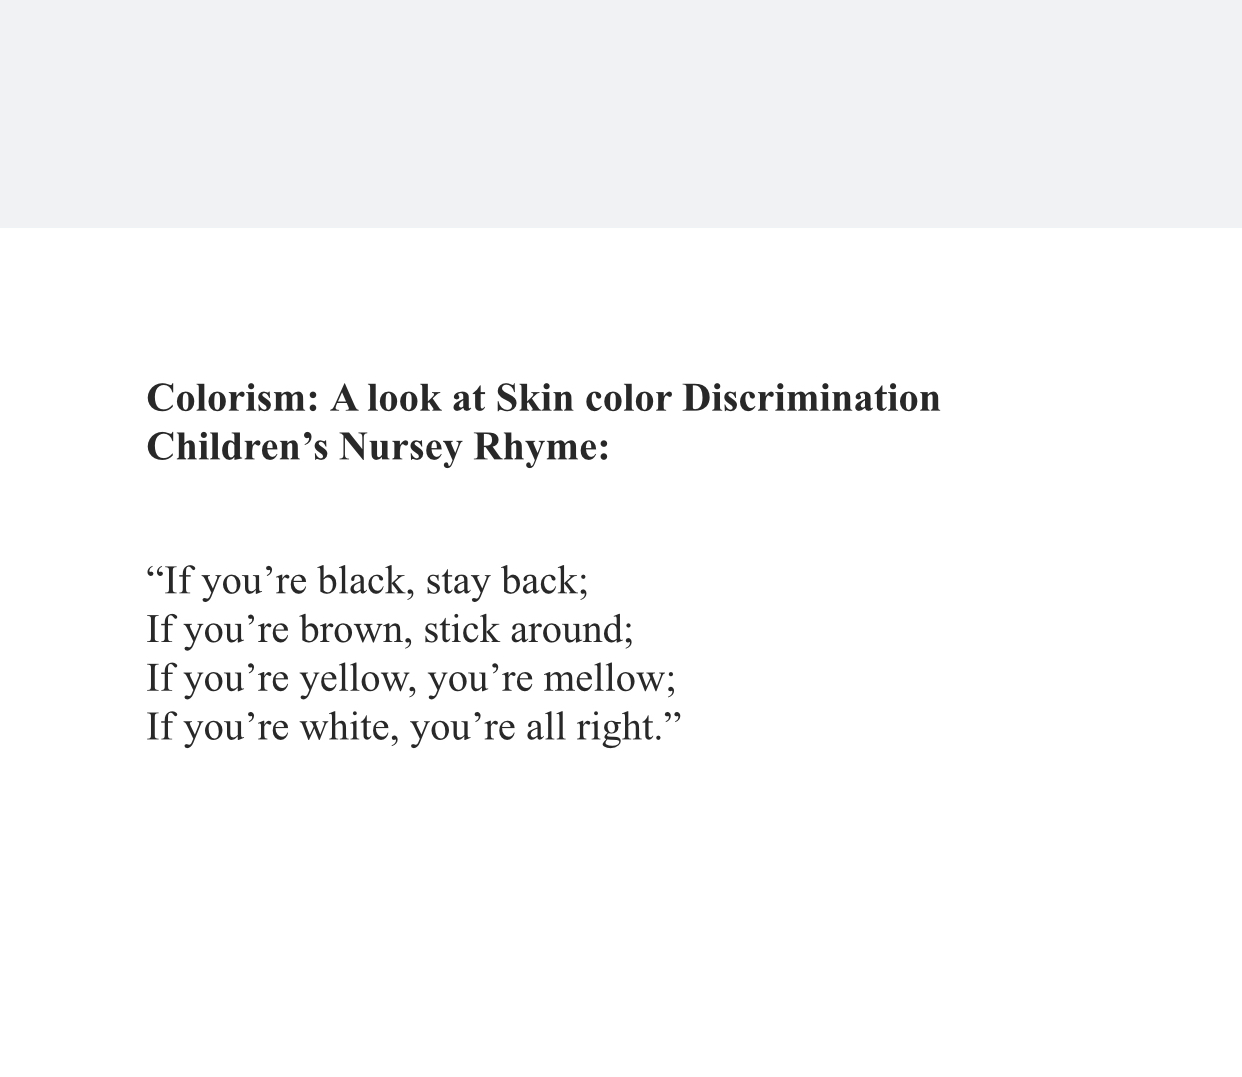 Colorism: A look at Skin color Discrimination
Children’s Nursey Rhyme:
“If you’re black, stay back;
If you’re brown, stick around;
If you’re yellow, you’re mellow;
If you’re white, you’re all right.”